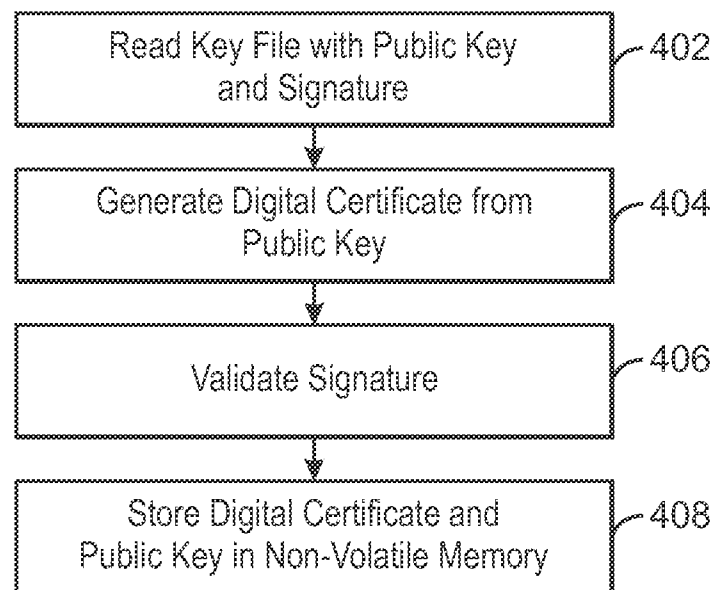 Read Key File with Public Key
and Signature
402
Generate Digital Certificate from
Public Key
404
Validate Signature
406
Store Digital Certificate and
Public Key in Non-Volatile Memory
408